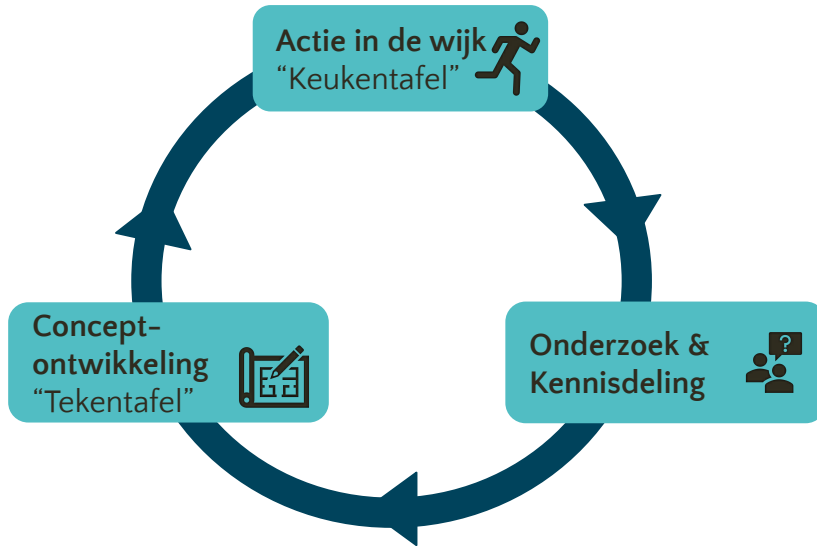 Actie in de wijk
“Keukentafel”
Concept-
ontwikkeling
“Tekentafel”
Onderzoek &
Kennisdeling
?